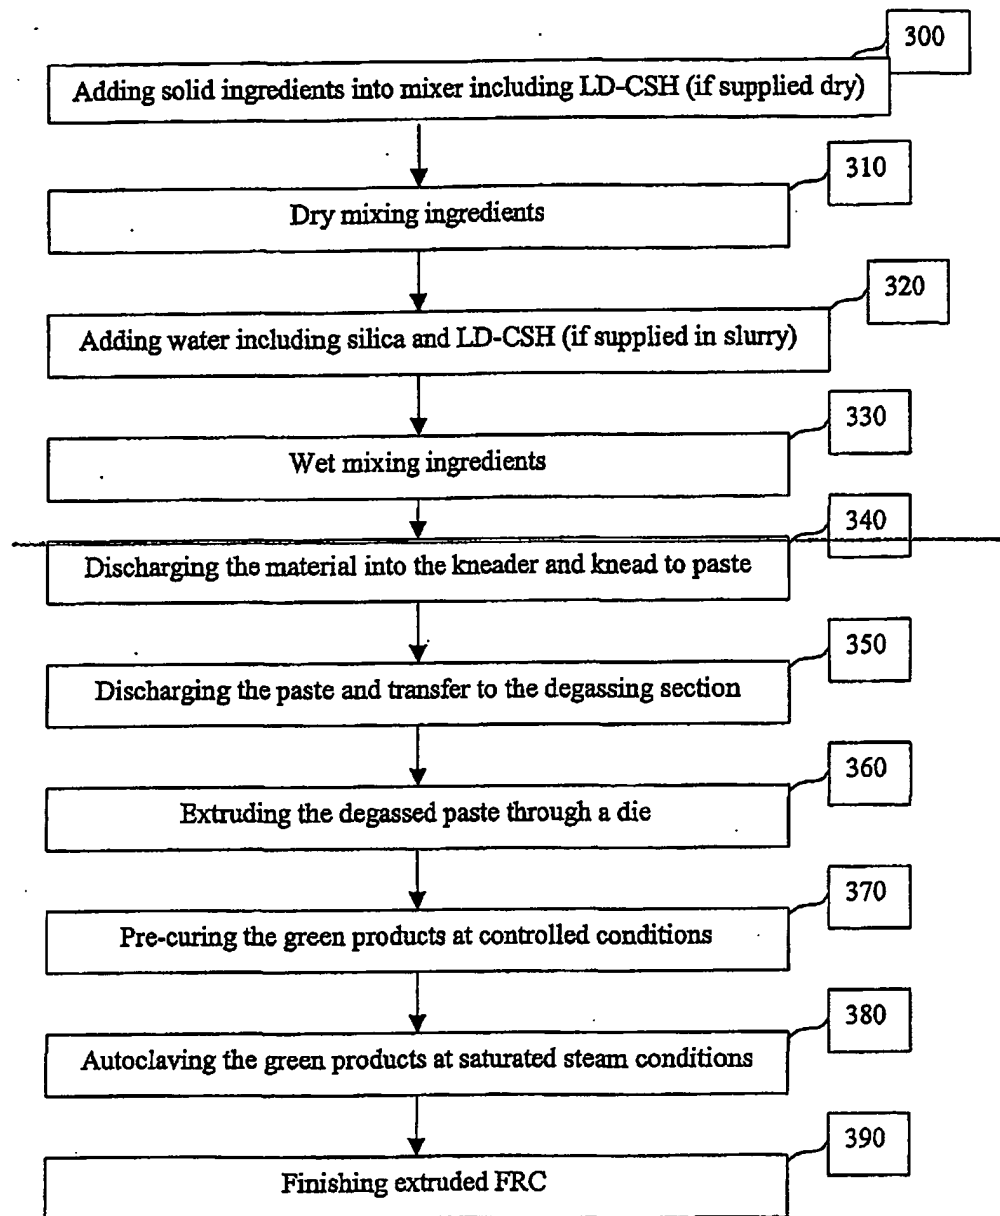 300
Adding solid ingredients into mixer including LD-CSH (if supplied dry)
310
Dry mixing ingredients
320
Adding water including silica and LD-CSH (if supplied in slurry)
330
Wet mixing ingredients
340
Discharging the material into the kneader and knead to paste
350
Discharging the paste and transfer to the degassing section
360
Extruding the degassed paste through a die
370
Pre-curing the green products at controlled conditions
380
Autoclaving the green products at saturated steam conditions
390
Finishing extruded FRC